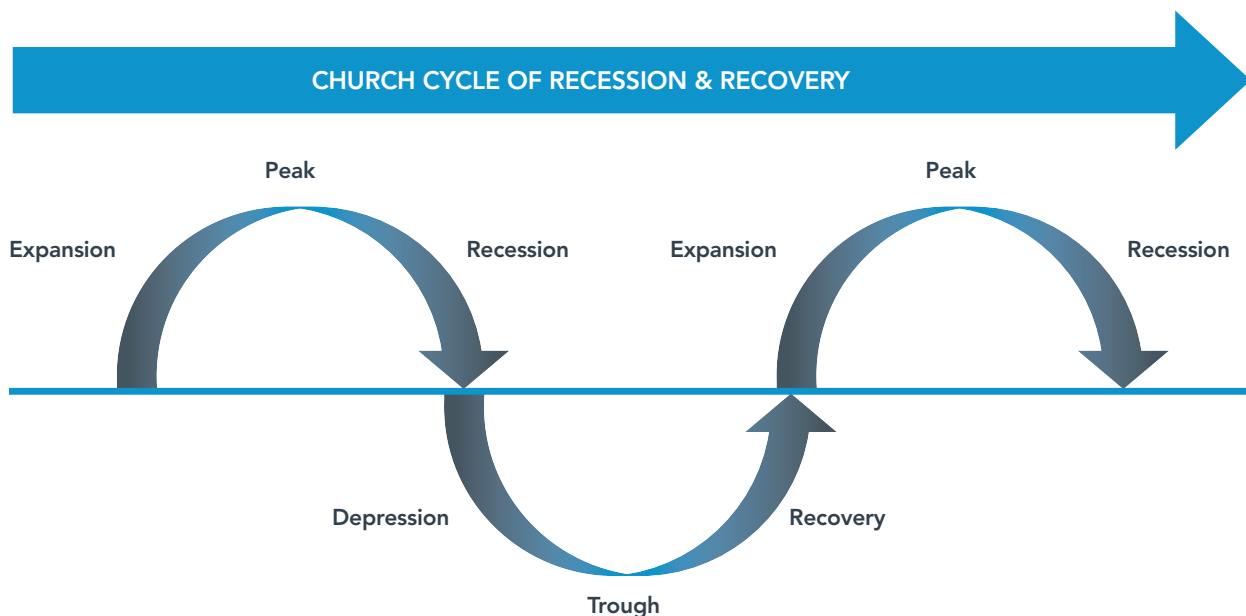 CHURCH CYCLE OF RECESSION & RECOVERY
Peak
Peak
Expansion
Recession
Expansion
Recession
Depression
Recovery
Trough